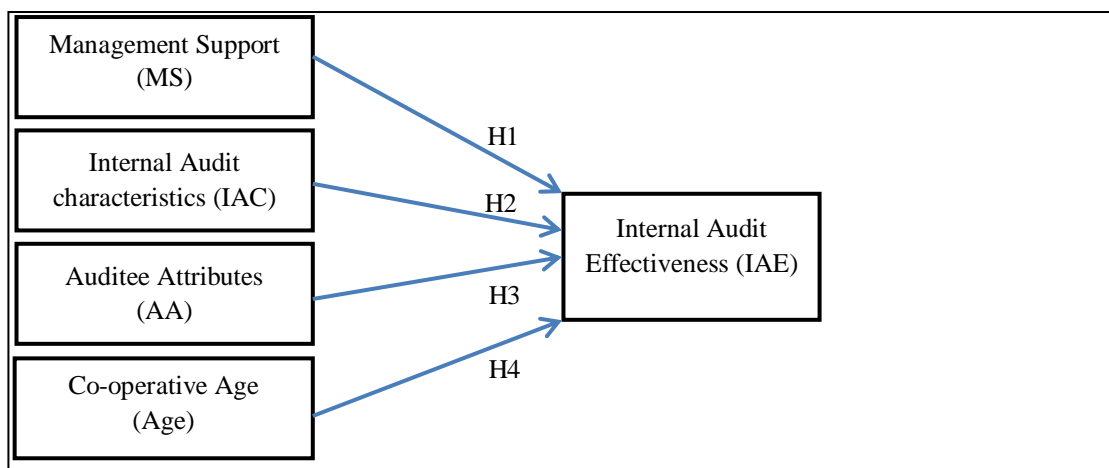 Management Support
(MS)
H1
Internal Audit
characteristics (IAC)
H2
Internal Audit
Effectiveness (IAE)
Auditee Attributes
(AA)
H3
Co-operative Age
(Age)
H4